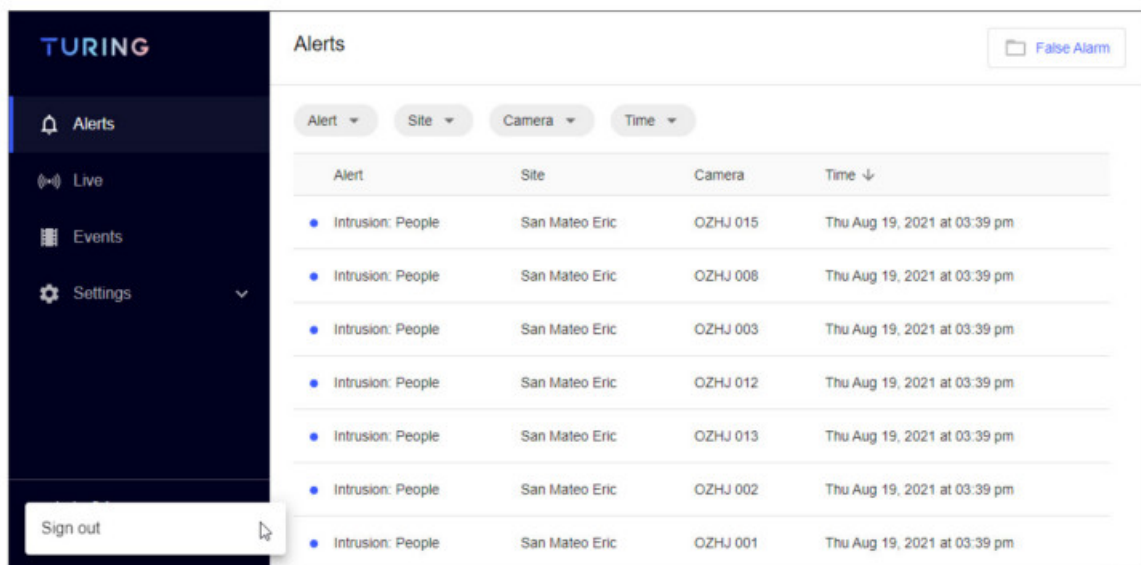 TURING
Alerts
Live
Events
Settings
Sign out
Alerts
False Alarm
Alert Site Camera Time
Alert Site Camera Time
Intrusion: People San Mateo Eric OZHJ 015 Thu Aug 19, 2021 at 03:39 pm
Intrusion: People San Mateo Eric OZHJ 008 Thu Aug 19, 2021 at 03:39 pm
Intrusion: People San Mateo Eric OZHJ 003 Thu Aug 19, 2021 at 03:39 pm
Intrusion: People San Mateo Eric OZHJ 012 Thu Aug 19, 2021 at 03:39 pm
Intrusion: People San Mateo Eric OZHJ 013 Thu Aug 19, 2021 at 03:39 pm
Intrusion: People San Mateo Eric OZHJ 002 Thu Aug 19, 2021 at 03:39 pm
Intrusion: People San Mateo Eric OZHJ 001 Thu Aug 19, 2021 at 03:39 pm